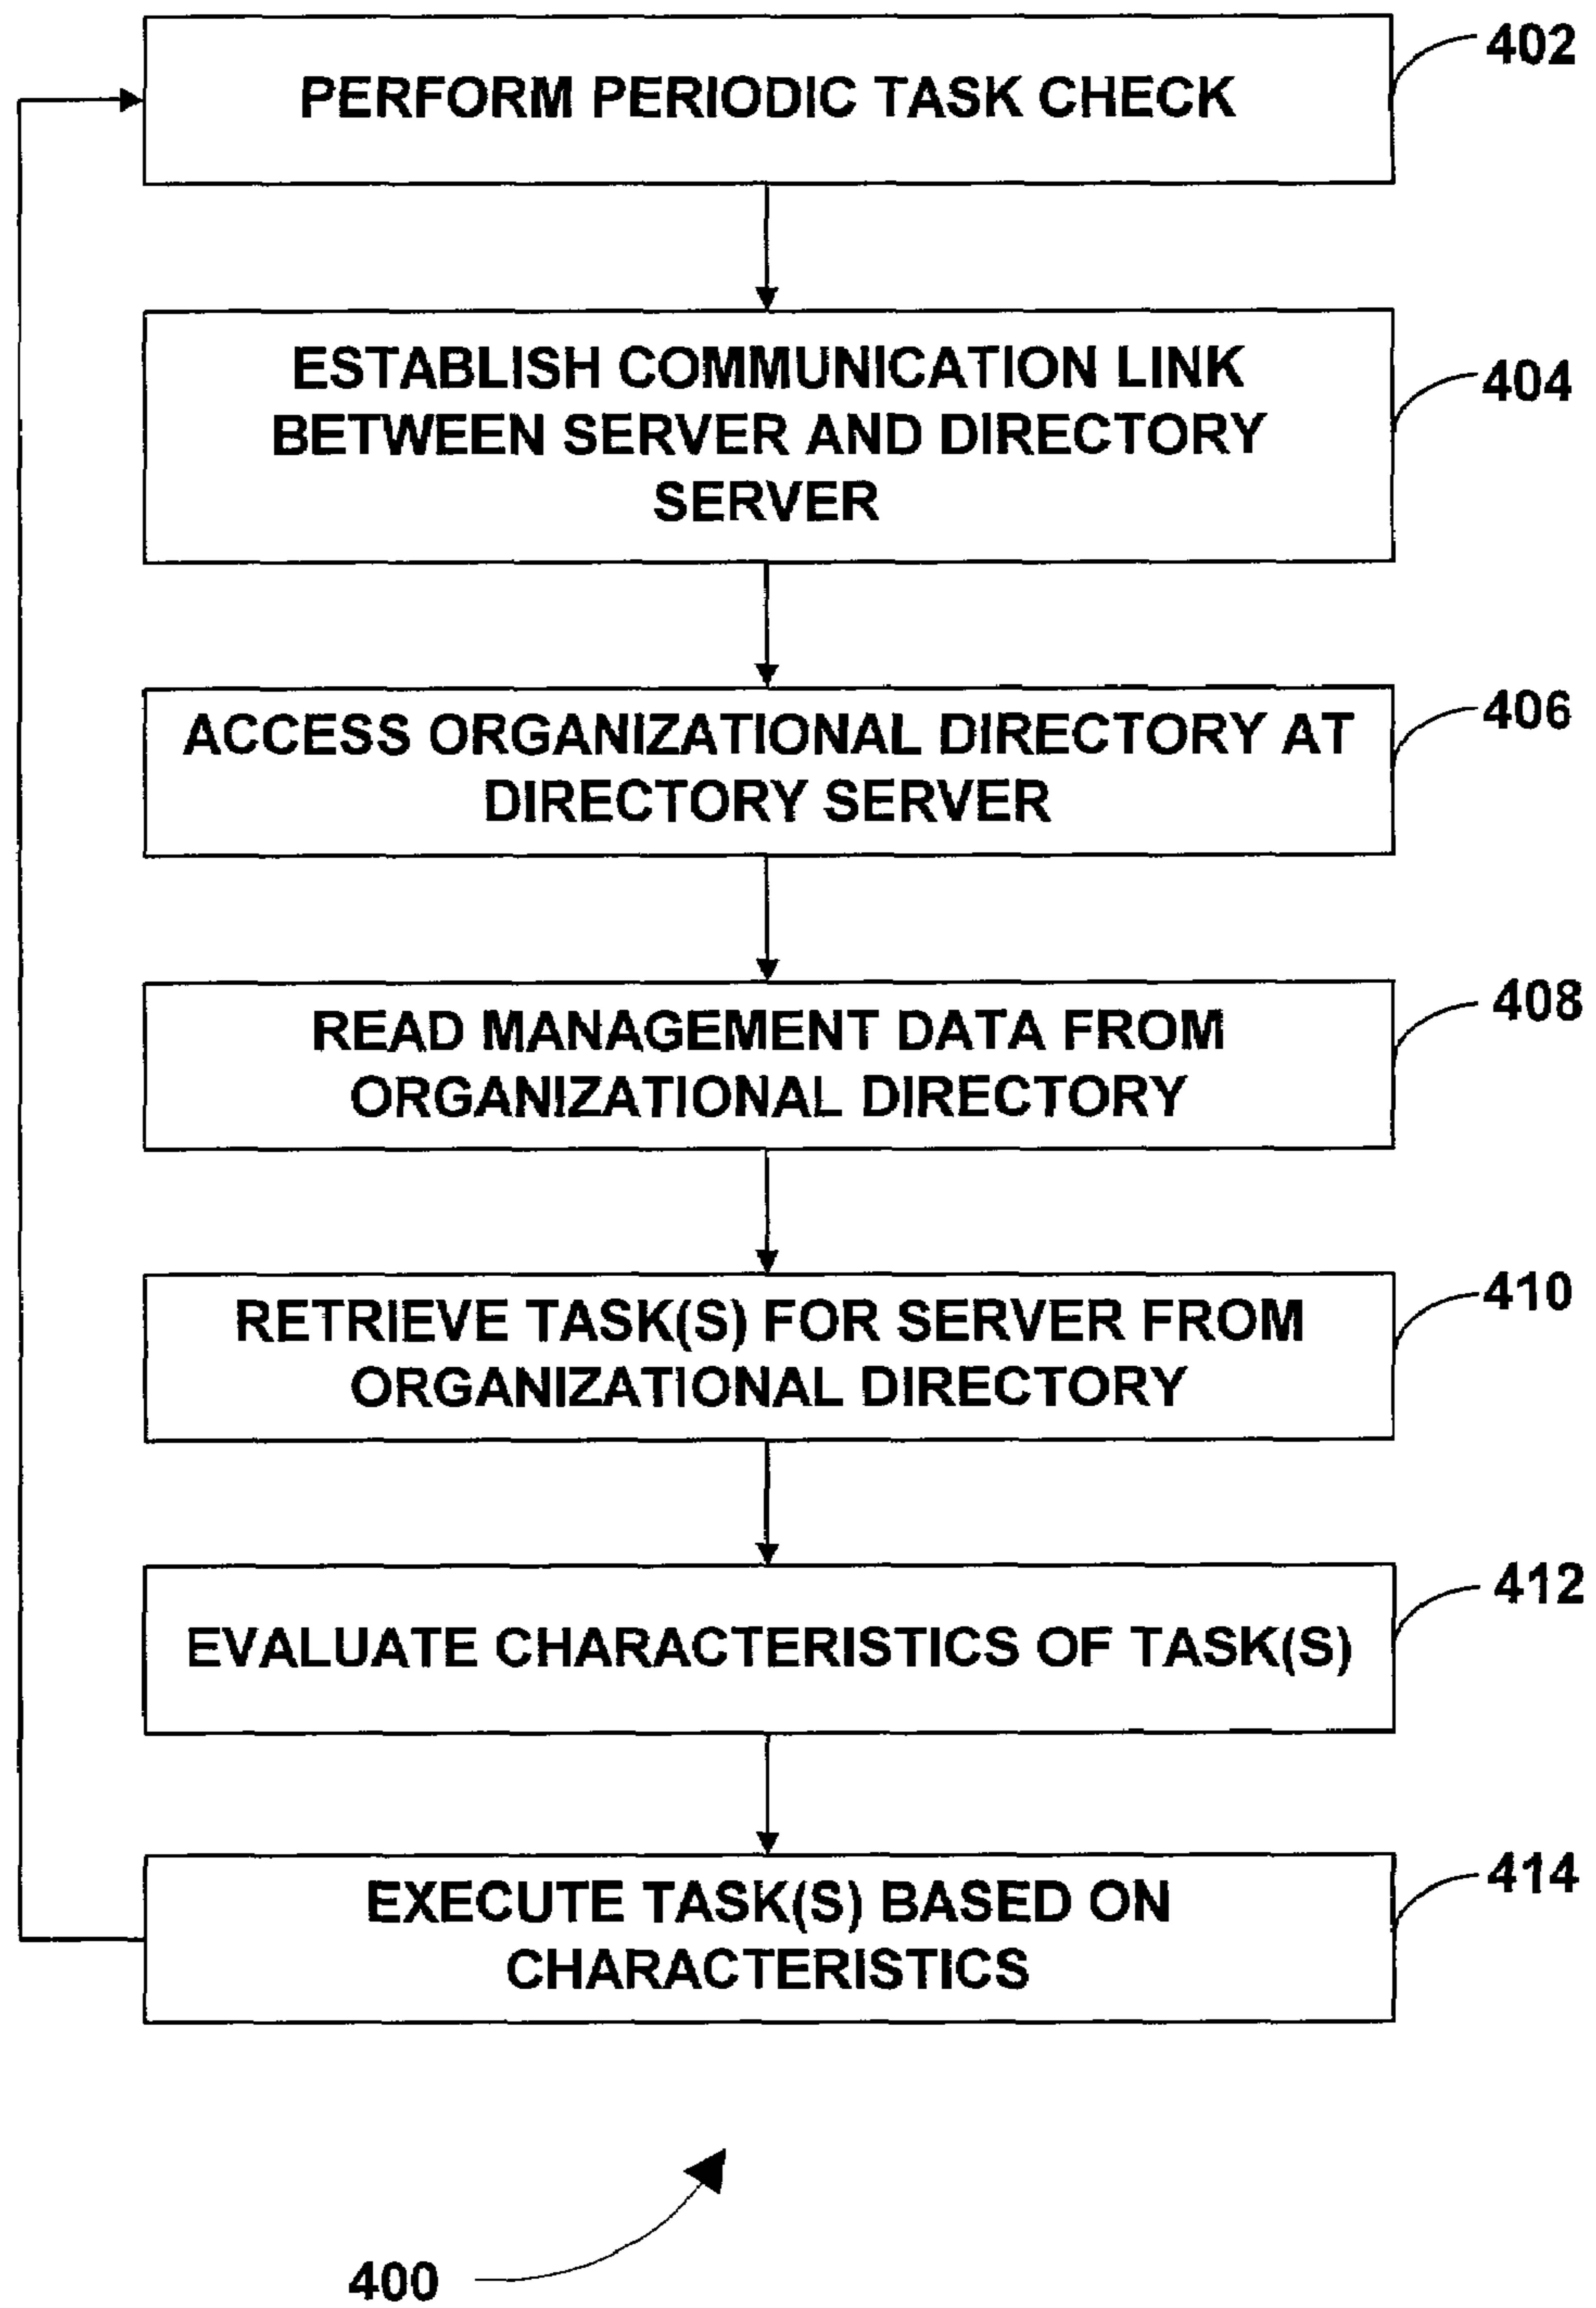 402
PERFORM PERIODIC TASK CHECK
404
ESTABLISH COMMUNICATION LINK
BETWEEN SERVER AND DIRECTORY
SERVER
406
ACCESS ORGANIZATIONAL DIRECTORY AT
DIRECTORY SERVER
408
READ MANAGEMENT DATA FROM
ORGANIZATIONAL DIRECTORY
410
RETRIEVE TASK(S) FOR SERVER FROM
ORGANIZATIONAL DIRECTORY
412
EVALUATE CHARACTERISTICS OF TASK(S)
414
EXECUTE TASK(S) BASED ON
CHARACTERISTICS
400